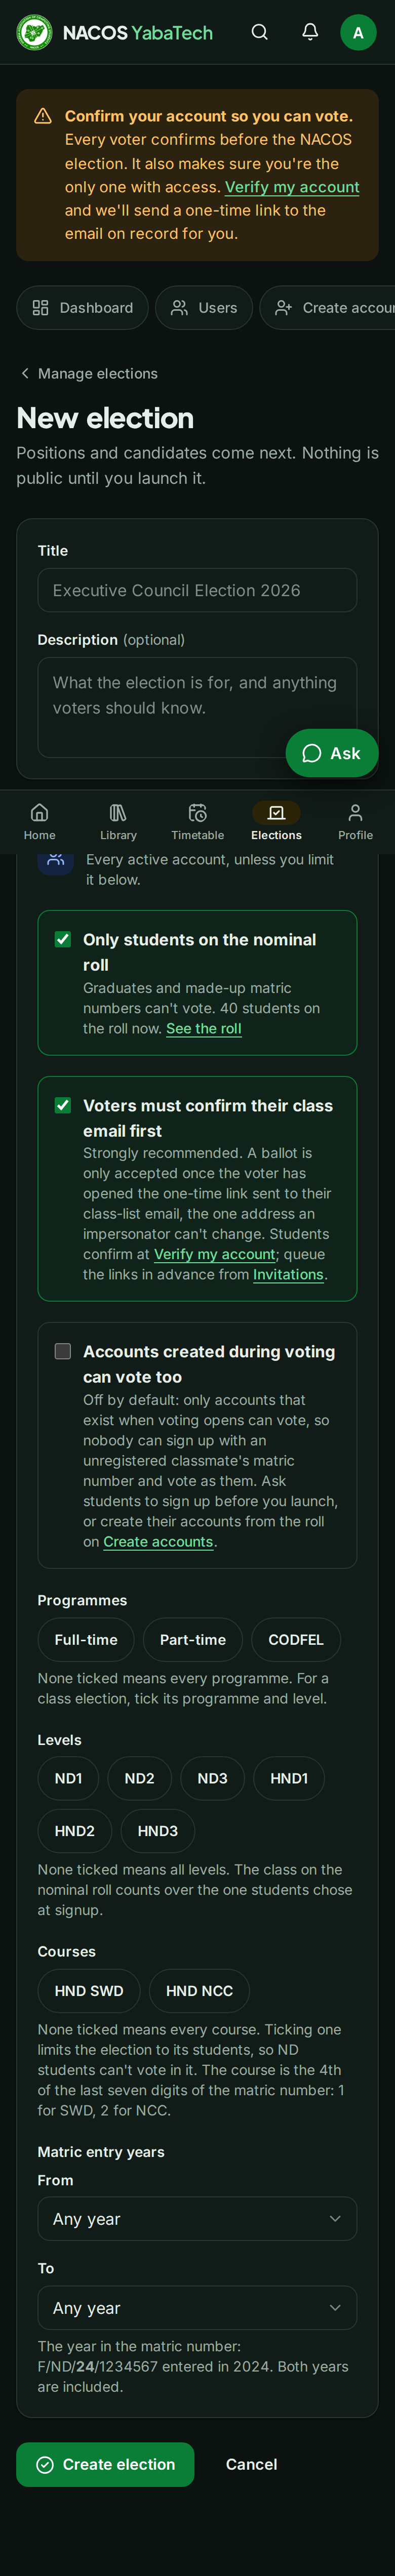 NACOS YabaTech
A
Confirm your account so you can vote.
Every voter confirms before the NACOS
election. It also makes sure you're the
only one with access. Verify my account
and we'll send a one-time link to the
email on record for you.
Dashboard
Users
Create accou
Manage elections
New election
Positions and candidates come next. Nothing is
public until you launch it.
Title
Executive Council Election 2026
Description (optional)
What the election is for, and anything
voters should know.
Ask
Home
Library
Timetable
Elections
Profile
Every active account, unless you limit
it below.
Only students on the nominal
roll
Graduates and made-up matric
numbers can't vote. 40 students on
the roll now. See the roll
Voters must confirm their class
email first
Strongly recommended. A ballot is
only accepted once the voter has
opened the one-time link sent to their
class-list email, the one address an
impersonator can't change. Students
confirm at Verify my account; queue
the links in advance from Invitations.
Accounts created during voting
can vote too
Off by default: only accounts that
exist when voting opens can vote, so
nobody can sign up with an
unregistered classmate's matric
number and vote as them. Ask
students to sign up before you launch,
or create their accounts from the roll
on Create accounts.
Programmes
Full-time
Part-time
CODFEL
None ticked means every programme. For a
class election, tick its programme and level.
Levels
ND1
ND2
ND3
HND1
HND2
HND3
None ticked means all levels. The class on the
nominal roll counts over the one students chose
at signup.
Courses
HND SWD
HND NCC
None ticked means every course. Ticking one
limits the election to its students, so ND
students can't vote in it. The course is the 4th
of the last seven digits of the matric number: 1
for SWD, 2 for NCC.
Matric entry years
From
Any year
To
Any year
The year in the matric number:
F/ND/24/1234567 entered in 2024. Both years
are included.
Create election
Cancel